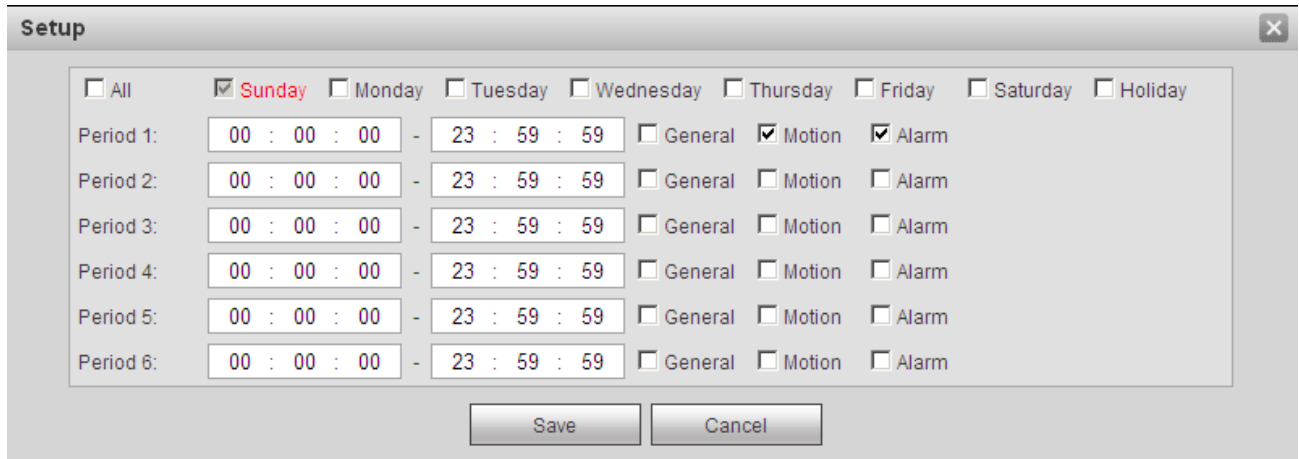 Setup
All Sunday Monday Tuesday Wednesday Thursday Friday Saturday Holiday
Period 1: 00 : 00 : 00 - 23 : 59 : 59 General Motion Alarm
Period 2: 00 : 00 : 00 - 23 : 59 : 59 General Motion Alarm
Period 3: 00 : 00 : 00 - 23 : 59 : 59 General Motion Alarm
Period 4: 00 : 00 : 00 - 23 : 59 : 59 General Motion Alarm
Period 5: 00 : 00 : 00 - 23 : 59 : 59 General Motion Alarm
Period 6: 00 : 00 : 00 - 23 : 59 : 59 General Motion Alarm
Save Cancel